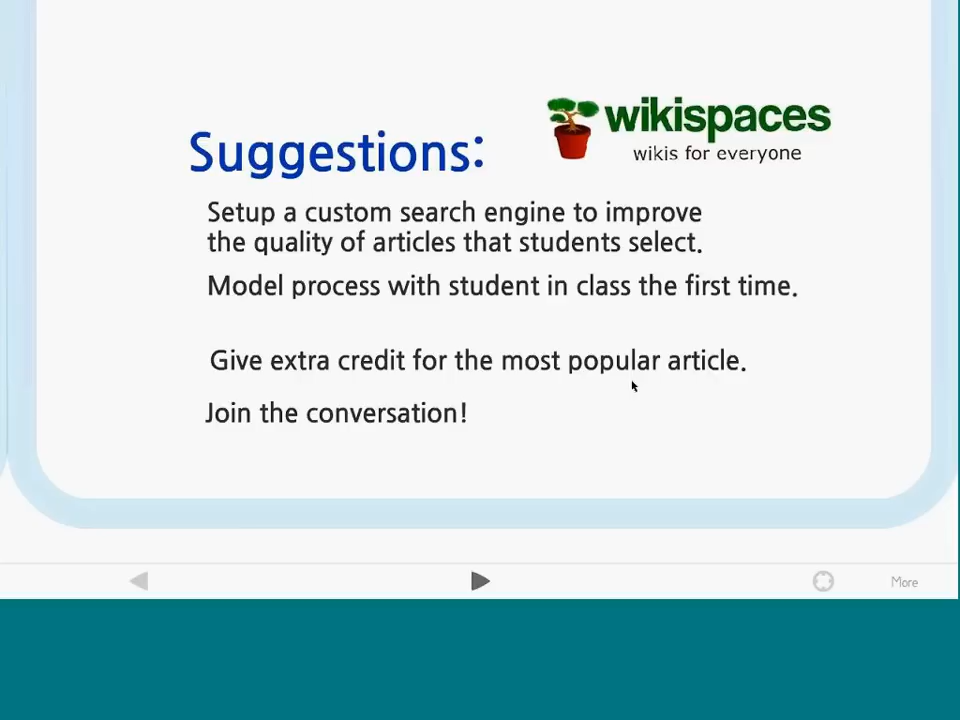 wikispaces
wikis for everyone
Suggestions:
Setup a custom search engine to improve
the quality of articles that students select.
Model process with student in class the first time.
Give extra credit for the most popular article.
Join the conversation!
More